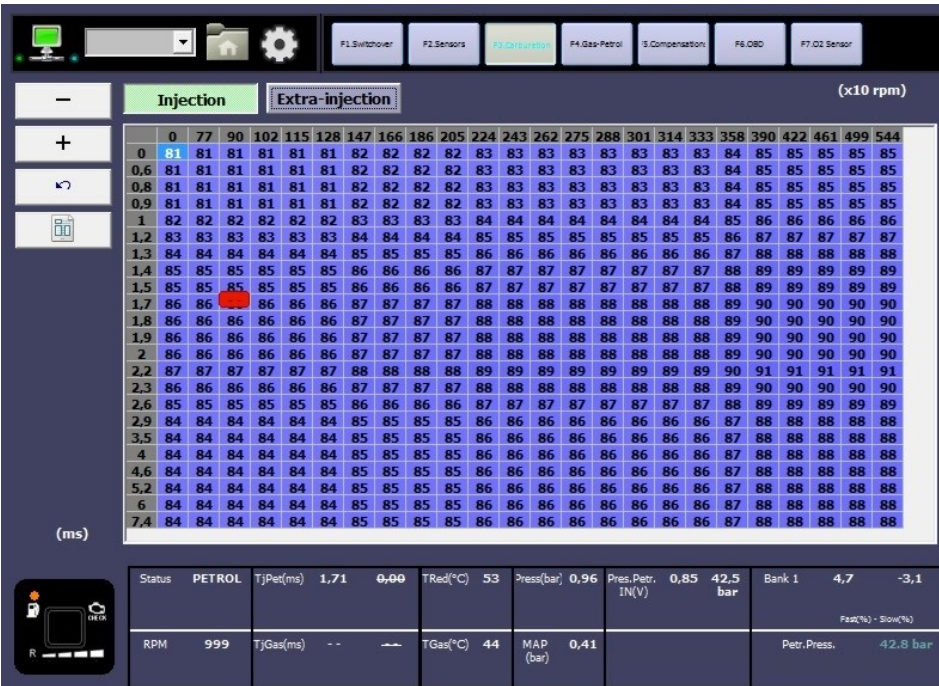 F1.Switchover F2.Sensors F3.Carburetion F4.Gas-Petrol 5.Compensation: F6.OBD F7.O2 Sensor
− Injection Extra-injection (x10 rpm)
+
0 77 90 102 115 128 147 166 186 205 224 243 262 275 288 301 314 333 358 390 422 461 499 544
0 81 81 81 81 81 81 82 82 82 82 83 83 83 83 83 83 83 83 84 85 85 85 85 85
0,6 81 81 81 81 81 81 82 82 82 82 83 83 83 83 83 83 83 83 84 85 85 85 85 85
0,8 81 81 81 81 81 81 82 82 82 82 83 83 83 83 83 83 83 83 84 85 85 85 85 85
0,9 81 81 81 81 81 81 82 82 82 82 83 83 83 83 83 83 83 83 84 85 85 85 85 85
1 82 82 82 82 82 82 83 83 83 83 84 84 84 84 84 84 84 84 85 86 86 86 86 86
1,2 83 83 83 83 83 83 84 84 84 84 85 85 85 85 85 85 85 85 86 87 87 87 87 87
1,3 84 84 84 84 84 84 85 85 85 86 86 86 86 86 86 86 86 86 87 88 88 88 88 88
1,4 85 85 85 85 85 85 86 86 86 86 87 87 87 87 87 87 87 87 88 89 89 89 89 89
1,5 85 85 85 85 85 85 86 86 86 86 87 87 87 87 87 87 87 87 88 89 89 89 89 89
1,7 86 86 - - 86 86 86 87 87 87 87 88 88 88 88 88 88 88 88 89 90 90 90 90 90
1,8 86 86 86 86 86 86 87 87 87 87 88 88 88 88 88 88 88 88 89 90 90 90 90 90
1,9 86 86 86 86 86 86 87 87 87 87 88 88 88 88 88 88 88 88 89 90 90 90 90 90
2 86 86 86 86 86 86 87 87 87 87 88 88 88 88 88 88 88 88 89 90 90 90 90 90
2,2 87 87 87 87 87 87 88 88 88 88 89 89 89 89 89 89 89 89 90 91 91 91 91 91
2,3 86 86 86 86 86 86 87 87 87 87 88 88 88 88 88 88 88 88 89 90 90 90 90 90
2,6 85 85 85 85 85 85 86 86 86 86 87 87 87 87 87 87 87 87 88 89 89 89 89 89
2,9 84 84 84 84 84 84 85 85 85 85 86 86 86 86 86 86 86 86 87 88 88 88 88 88
3,5 84 84 84 84 84 84 85 85 85 85 86 86 86 86 86 86 86 86 87 88 88 88 88 88
4 84 84 84 84 84 84 85 85 85 85 86 86 86 86 86 86 86 86 87 88 88 88 88 88
4,6 84 84 84 84 84 84 85 85 85 85 86 86 86 86 86 86 86 86 87 88 88 88 88 88
5,2 84 84 84 84 84 84 85 85 85 85 86 86 86 86 86 86 86 86 87 88 88 88 88 88
6 84 84 84 84 84 84 85 85 85 85 86 86 86 86 86 86 86 86 87 88 88 88 88 88
7,4 84 84 84 84 84 84 85 85 85 85 86 86 86 86 86 86 86 86 87 88 88 88 88 88
(ms)
Status PETROL TjPet(ms) 1,71 0,00 TRed(°C) 53 Press(bar) 0,96 Pres.Petr. 0,85 42,5 Bank 1 4,7 -3,1
IN(V) bar
CHECK
Fast(%) - Slow(%)
R RPM 999 TjGas(ms) - - -.-- TGas(°C) 44 MAP 0,41 Petr.Press. 42.8 bar
(bar)